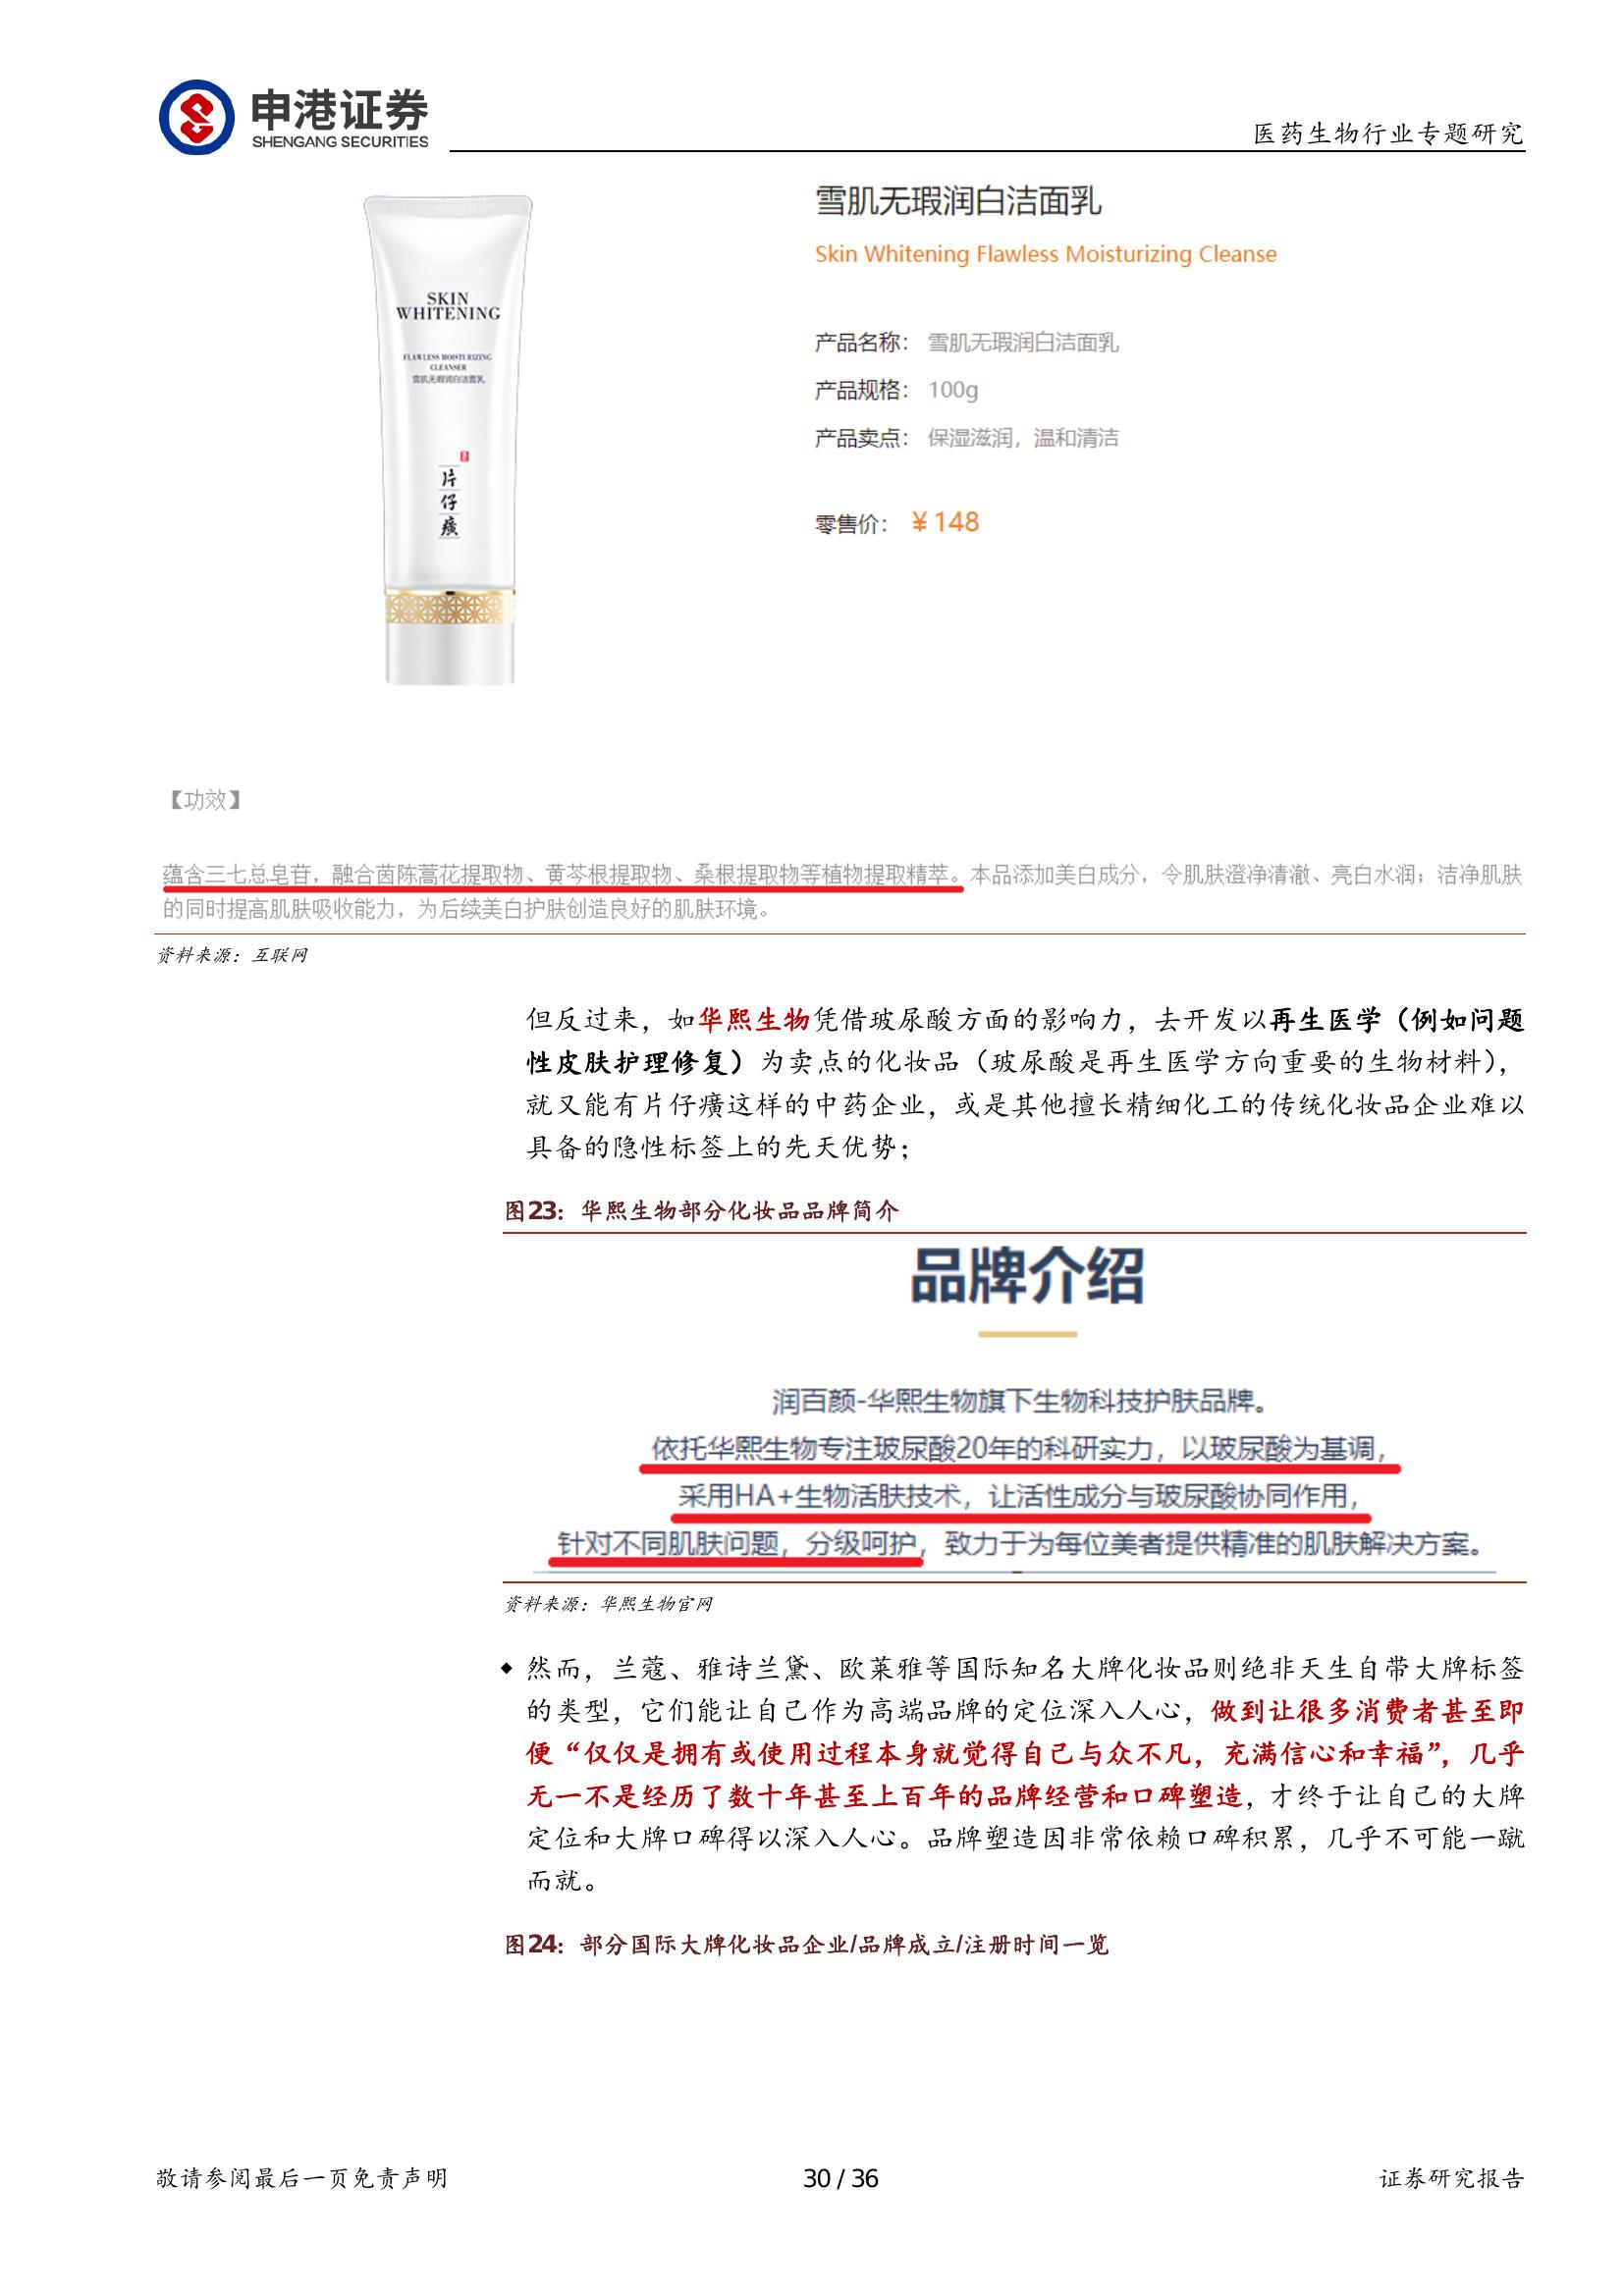 申港证券
SHENGANG SECURITIES
医药生物行业专题研究
SKIN
WHITENING
FLAWLESS MOISTURIZING
CLEANSER
雪肌无瑕润白洁面乳
片
仔
癀
雪肌无瑕润白洁面乳
Skin Whitening Flawless Moisturizing Cleanse
产品名称： 雪肌无瑕润白洁面乳
产品规格： 100g
产品卖点： 保湿滋润，温和清洁
零售价： ￥148
【功效】
蕴含三七总皂苷，融合茵陈蒿花提取物、黄芩根提取物、桑根提取物等植物提取精萃。本品添加美白成分，令肌肤澄净清澈、亮白水润；洁净肌肤
的同时提高肌肤吸收能力，为后续美白护肤创造良好的肌肤环境。
资料来源：互联网
但反过来，如华熙生物凭借玻尿酸方面的影响力，去开发以再生医学（例如问题
性皮肤护理修复）为卖点的化妆品（玻尿酸是再生医学方向重要的生物材料），
就又能有片仔癀这样的中药企业，或是其他擅长精细化工的传统化妆品企业难以
具备的隐性标签上的先天优势；
图23：华熙生物部分化妆品品牌简介
品牌介绍
润百颜-华熙生物旗下生物科技护肤品牌。
依托华熙生物专注玻尿酸20年的科研实力，以玻尿酸为基调，
采用HA+生物活肤技术，让活性成分与玻尿酸协同作用，
针对不同肌肤问题，分级呵护，致力于为每位美者提供精准的肌肤解决方案。
资料来源：华熙生物官网
◆ 然而，兰蔻、雅诗兰黛、欧莱雅等国际知名大牌化妆品则绝非天生自带大牌标签
的类型，它们能让自己作为高端品牌的定位深入人心，做到让很多消费者甚至即
便“仅仅是拥有或使用过程本身就觉得自己与众不凡，充满信心和幸福”，几乎
无一不是经历了数十年甚至上百年的品牌经营和口碑塑造，才终于让自己的大牌
定位和大牌口碑得以深入人心。品牌塑造因非常依赖口碑积累，几乎不可能一蹴
而就。
图24：部分国际大牌化妆品企业/品牌成立/注册时间一览
敬请参阅最后一页免责声明
30 / 36
证券研究报告